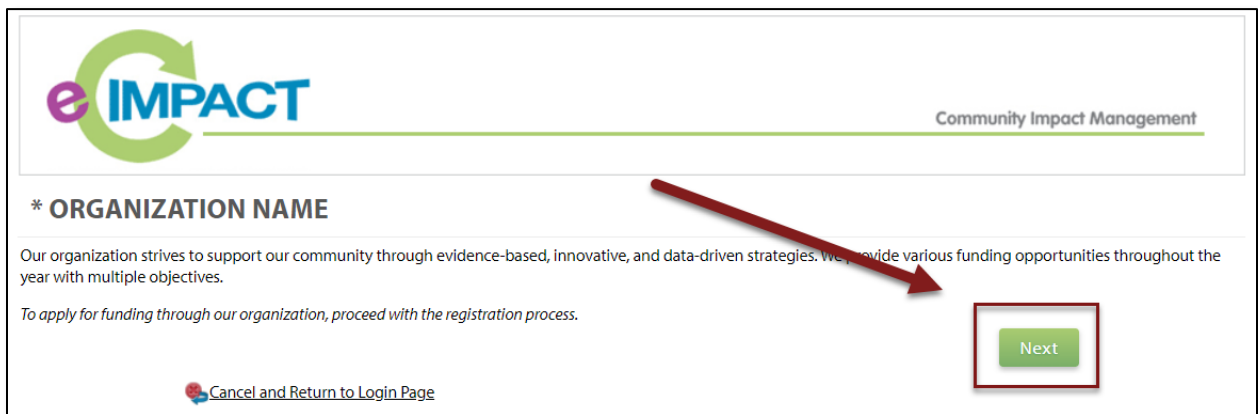 e IMPACT
Community Impact Management
* ORGANIZATION NAME
Our organization strives to support our community through evidence-based, innovative, and data-driven strategies. We provide various funding opportunities throughout the
year with multiple objectives.
To apply for funding through our organization, proceed with the registration process.
Next
Cancel and Return to Login Page